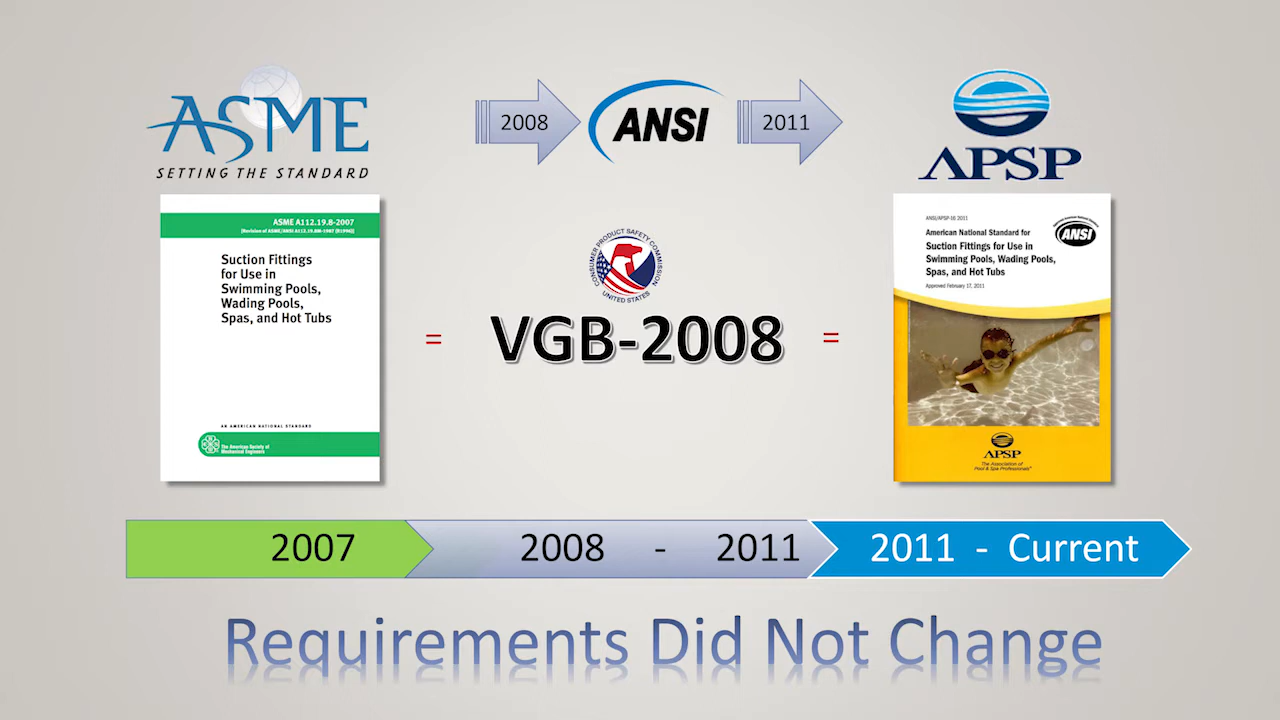 ASME
SETTING THE STANDARD
2008
ANSI
2011
APSP
ASME A112.19.8-2007
[Revision of ASME/ANSI A112.19.8M-1987 (R1996)]
Suction Fittings
for Use in
Swimming Pools,
Wading Pools,
Spas, and Hot Tubs
AN AMERICAN NATIONAL STANDARD
The American Society of
Mechanical Engineers
=
CONSUMER PRODUCT SAFETY COMMISSION
UNITED STATES
VGB-2008
=
ANSI/APSP-16 2011
American National Standard for
Suction Fittings for Use in
Swimming Pools, Wading Pools,
Spas, and Hot Tubs
Approved February 17, 2011
ANSI
APSP
The Association of
Pool & Spa Professionals®
2007
2008 - 2011
2011 - Current
Requirements Did Not Change